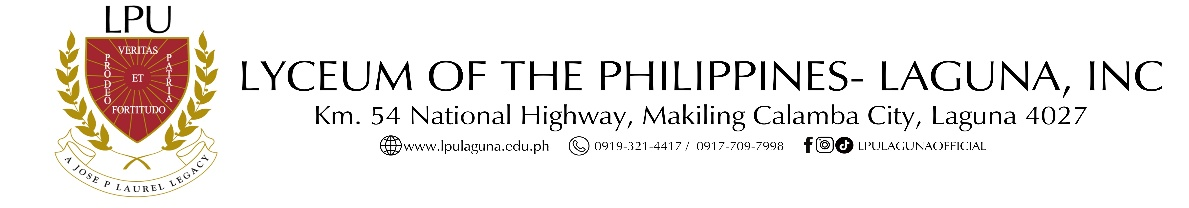 LPU
VERITAS
ET
FORTITUDO
PRO DEO
PATRIA
A JOSE P LAUREL LEGACY
LYCEUM OF THE PHILIPPINES- LAGUNA, INC
Km. 54 National Highway, Makiling Calamba City, Laguna 4027
www.lpulaguna.edu.ph 0919-321-4417 / 0917-709-7998 LPULAGUNAOFFICIAL